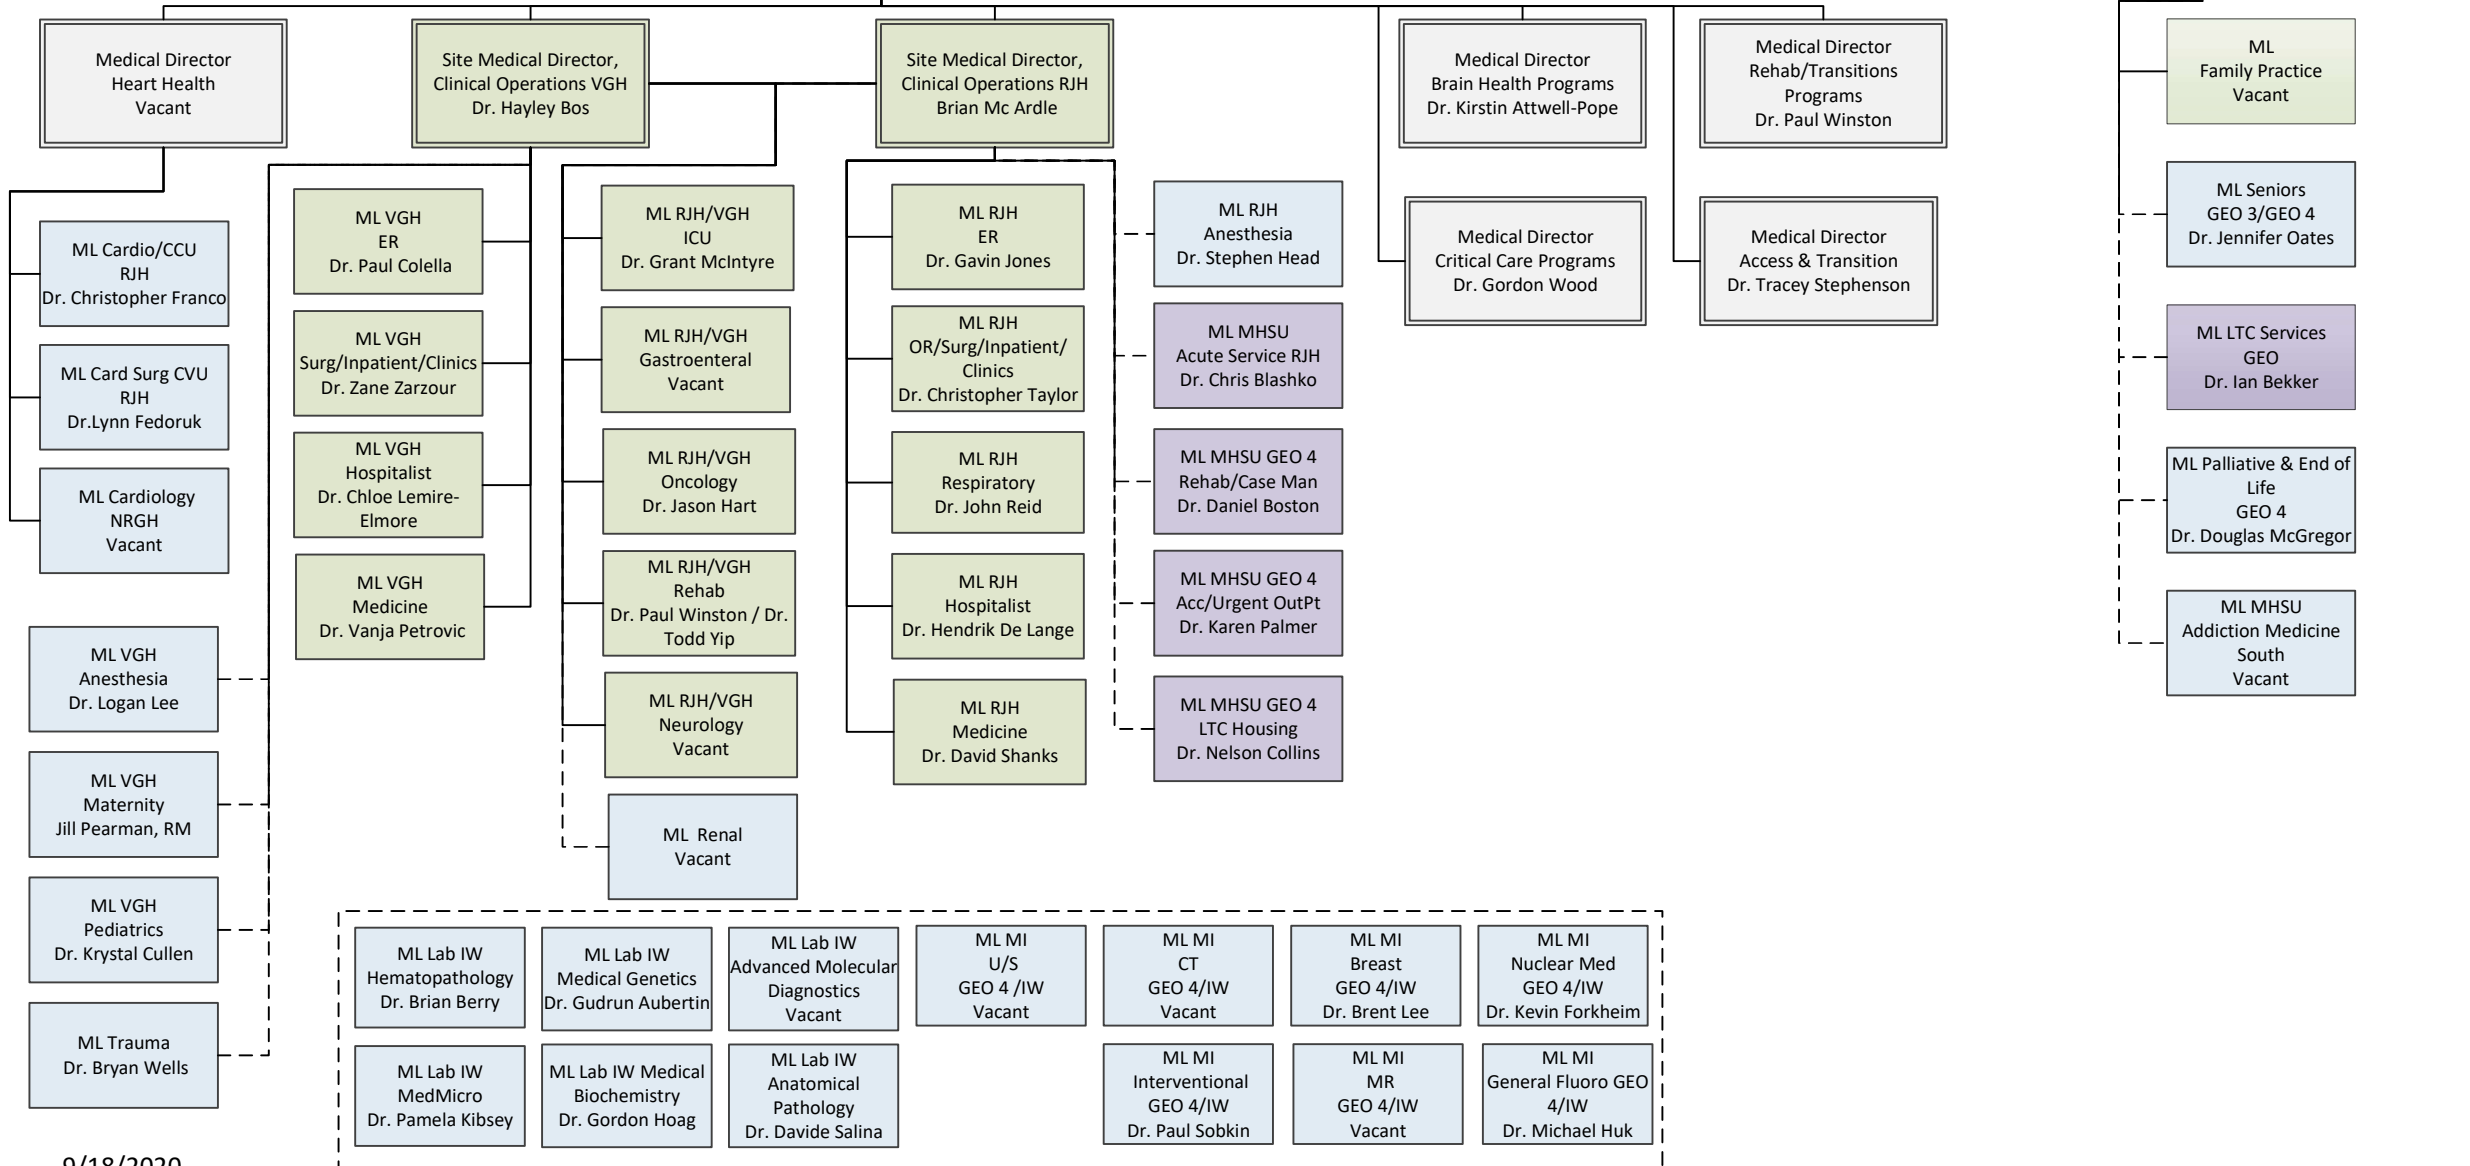 Medical Director
Heart Health
Vacant
Site Medical Director,
Clinical Operations VGH
Dr. Hayley Bos
Site Medical Director,
Clinical Operations RJH
Brian Mc Ardle
Medical Director
Brain Health Programs
Dr. Kirstin Attwell-Pope
Medical Director
Rehab/Transitions
Programs
Dr. Paul Winston
ML
Family Practice
Vacant
ML Cardio/CCU
RJH
Dr. Christopher Franco
ML Card Surg CVU
RJH
Dr.Lynn Fedoruk
ML Cardiology
NRGH
Vacant
ML VGH
Anesthesia
Dr. Logan Lee
ML VGH
Maternity
Jill Pearman, RM
ML VGH
Pediatrics
Dr. Krystal Cullen
ML Trauma
Dr. Bryan Wells
ML VGH
ER
Dr. Paul Colella
ML VGH
Surg/Inpatient/Clinics
Dr. Zane Zarzour
ML VGH
Hospitalist
Dr. Chloe Lemire-
Elmore
ML VGH
Medicine
Dr. Vanja Petrovic
ML RJH/VGH
ICU
Dr. Grant McIntyre
ML RJH/VGH
Gastroenteral
Vacant
ML RJH/VGH
Oncology
Dr. Jason Hart
ML RJH/VGH
Rehab
Dr. Paul Winston / Dr.
Todd Yip
ML RJH/VGH
Neurology
Vacant
ML Renal
Vacant
ML RJH
ER
Dr. Gavin Jones
ML RJH
OR/Surg/Inpatient/
Clinics
Dr. Christopher Taylor
ML RJH
Respiratory
Dr. John Reid
ML RJH
Hospitalist
Dr. Hendrik De Lange
ML RJH
Medicine
Dr. David Shanks
ML RJH
Anesthesia
Dr. Stephen Head
ML MHSU
Acute Service RJH
Dr. Chris Blashko
ML MHSU GEO 4
Rehab/Case Man
Dr. Daniel Boston
ML MHSU GEO 4
Acc/Urgent OutPt
Dr. Karen Palmer
ML MHSU GEO 4
LTC Housing
Dr. Nelson Collins
Medical Director
Critical Care Programs
Dr. Gordon Wood
Medical Director
Access & Transition
Dr. Tracey Stephenson
ML Seniors
GEO 3/GEO 4
Dr. Jennifer Oates
ML LTC Services
GEO
Dr. Ian Bekker
ML Palliative & End of
Life
GEO 4
Dr. Douglas McGregor
ML MHSU
Addiction Medicine
South
Vacant
ML Lab IW
Hematopathology
Dr. Brian Berry
ML Lab IW
Medical Genetics
Dr. Gudrun Aubertin
ML Lab IW
Advanced Molecular
Diagnostics
Vacant
ML MI
U/S
GEO 4 /IW
Vacant
ML MI
CT
GEO 4/IW
Vacant
ML MI
Breast
GEO 4/IW
Dr. Brent Lee
ML MI
Nuclear Med
GEO 4/IW
Dr. Kevin Forkheim
ML Lab IW
MedMicro
Dr. Pamela Kibsey
ML Lab IW Medical
Biochemistry
Dr. Gordon Hoag
ML Lab IW
Anatomical
Pathology
Dr. Davide Salina
ML MI
Interventional
GEO 4/IW
Dr. Paul Sobkin
ML MI
MR
GEO 4/IW
Vacant
ML MI
General Fluoro GEO
4/IW
Dr. Michael Huk
9/18/2020